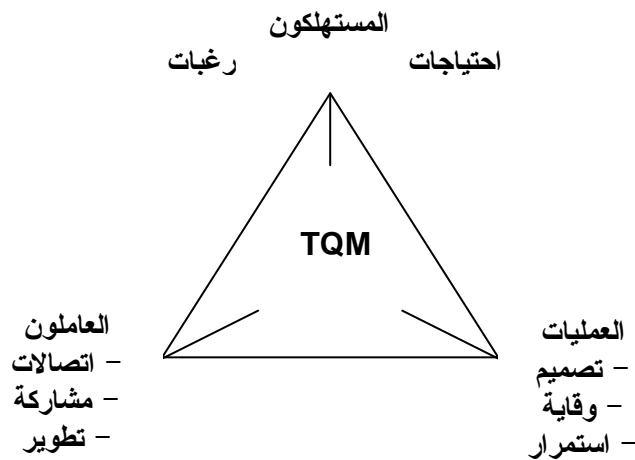 المستهلكون
احتياجات رغبات
TQM
العمليات
– تصميم
– وقاية
– استمرار
العاملون
– اتصالات
– مشاركة
– تطوير